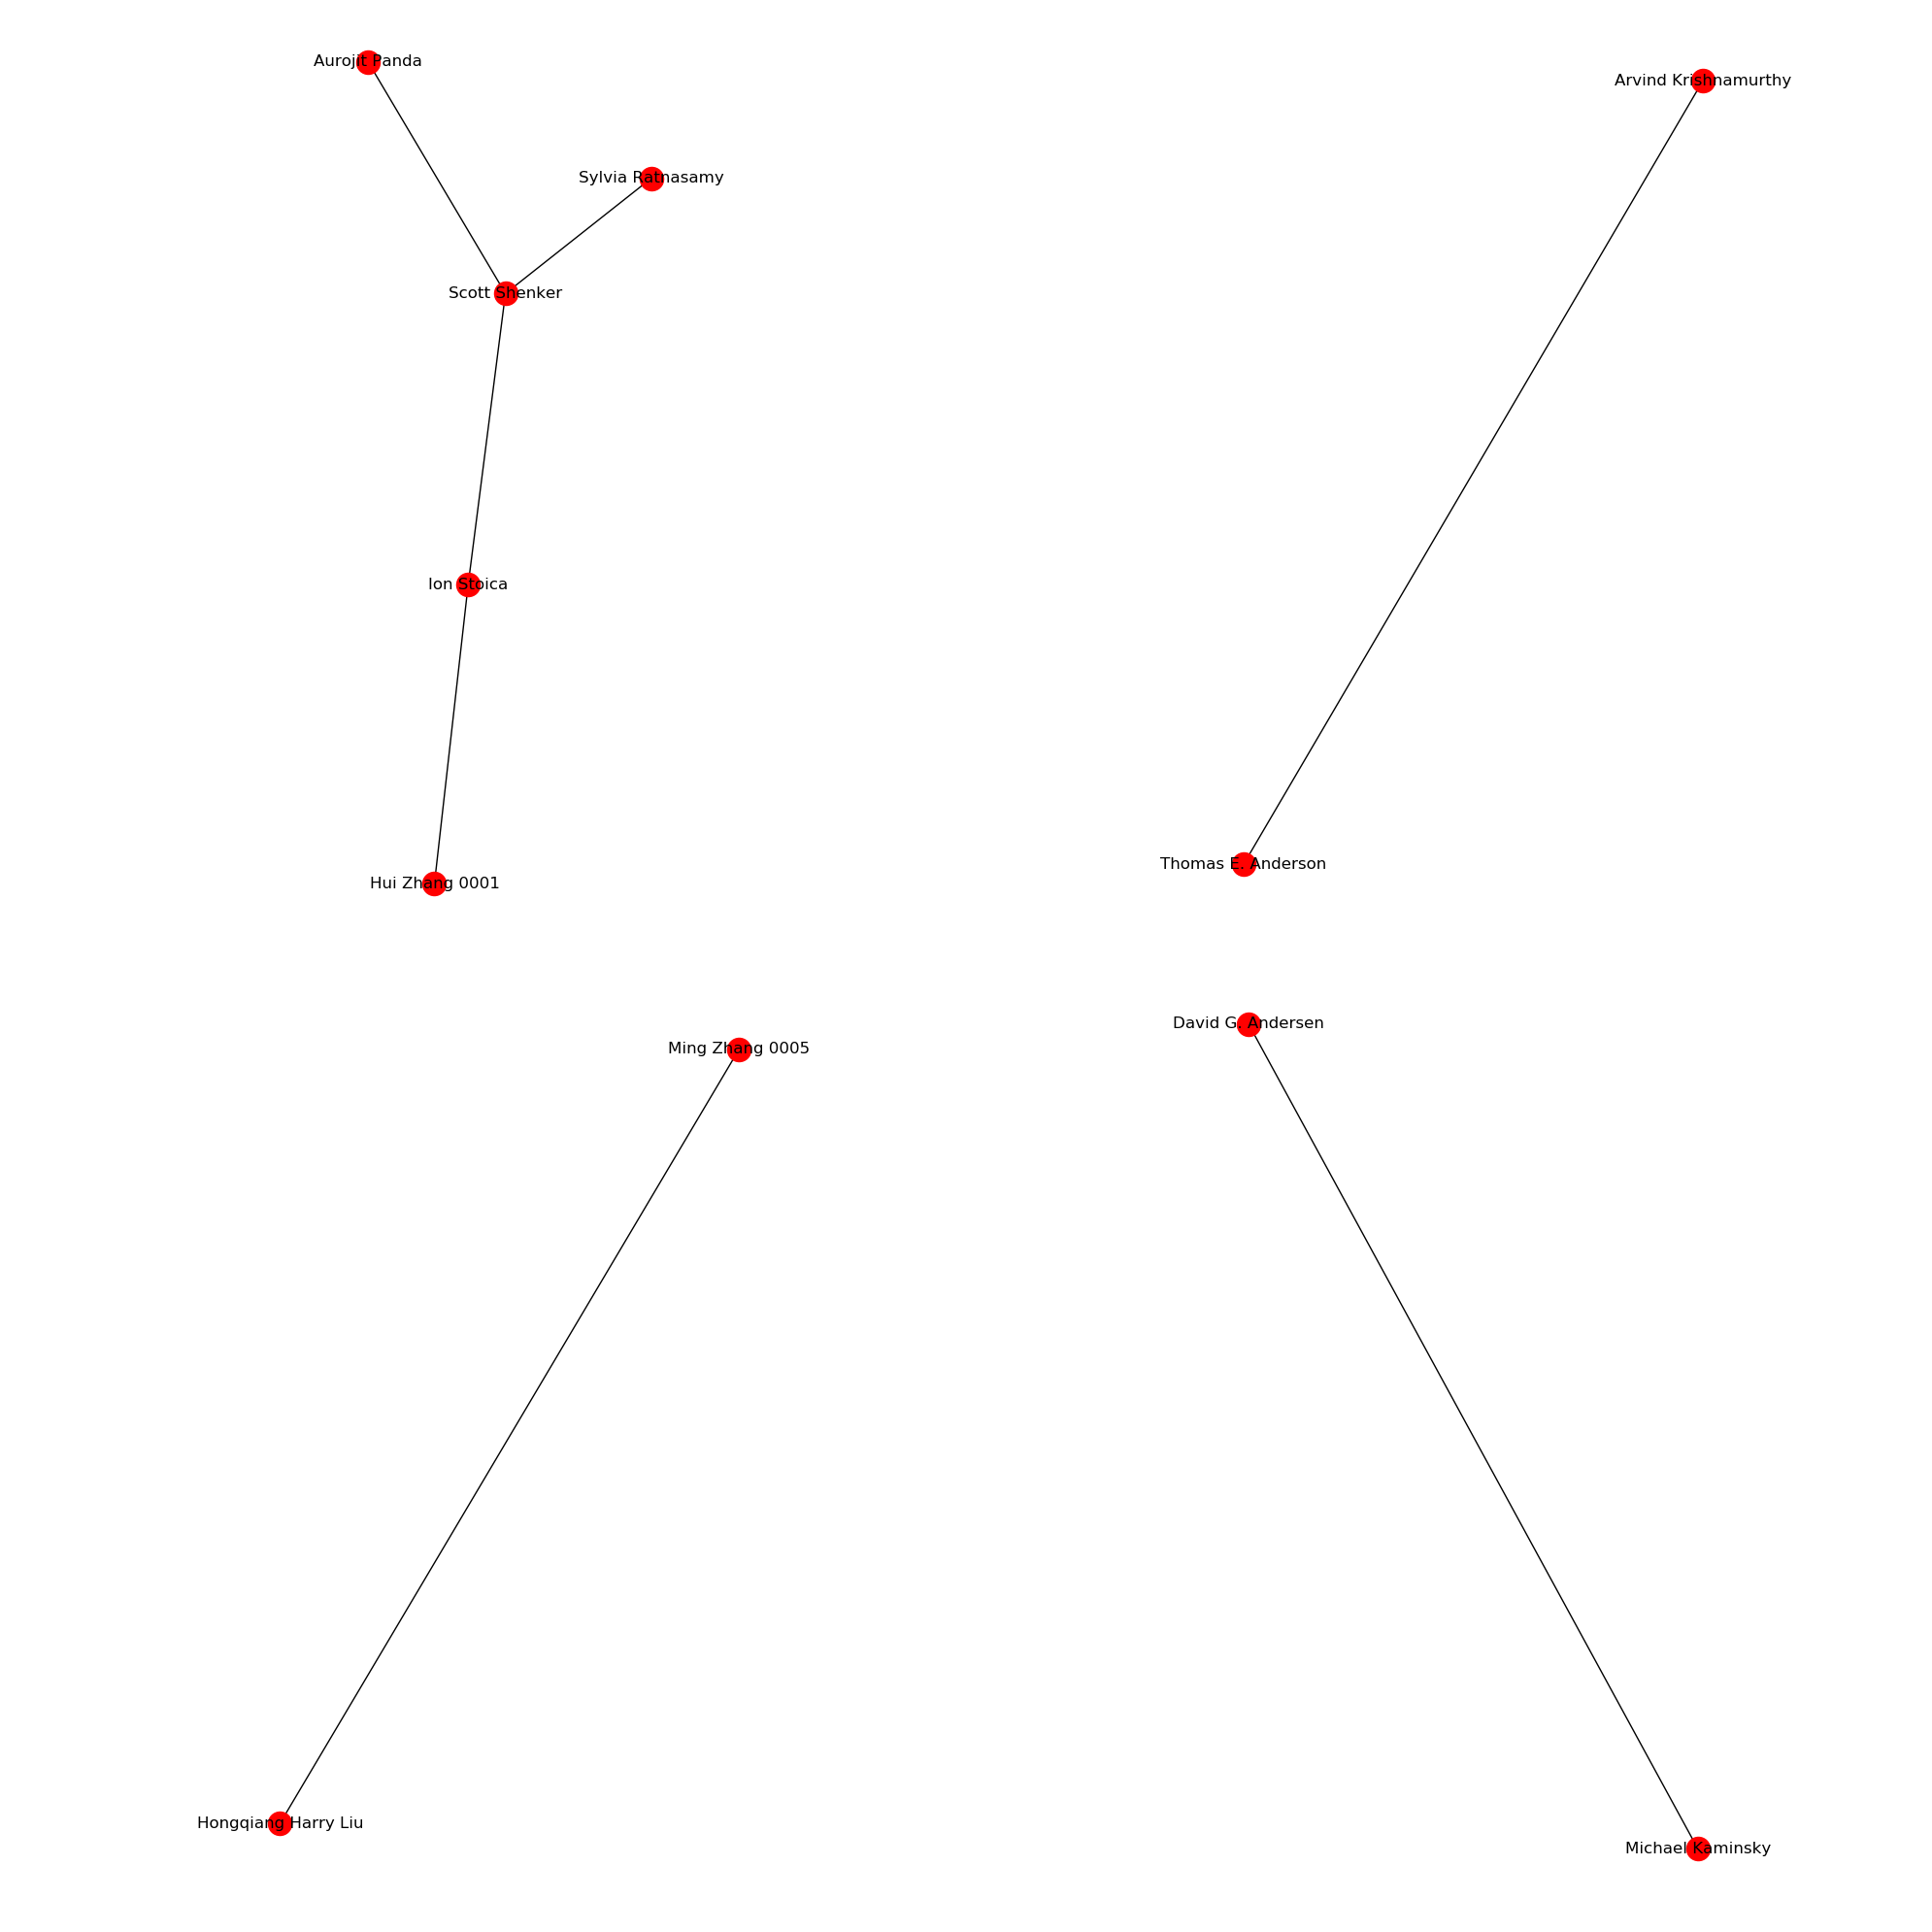 Aurojit Panda
Arvind Krishnamurthy
Sylvia Ratnasamy
Scott Shenker
Ion Stoica
Thomas E. Anderson
Hui Zhang 0001
David G. Andersen
Ming Zhang 0005
Hongqiang Harry Liu
Michael Kaminsky